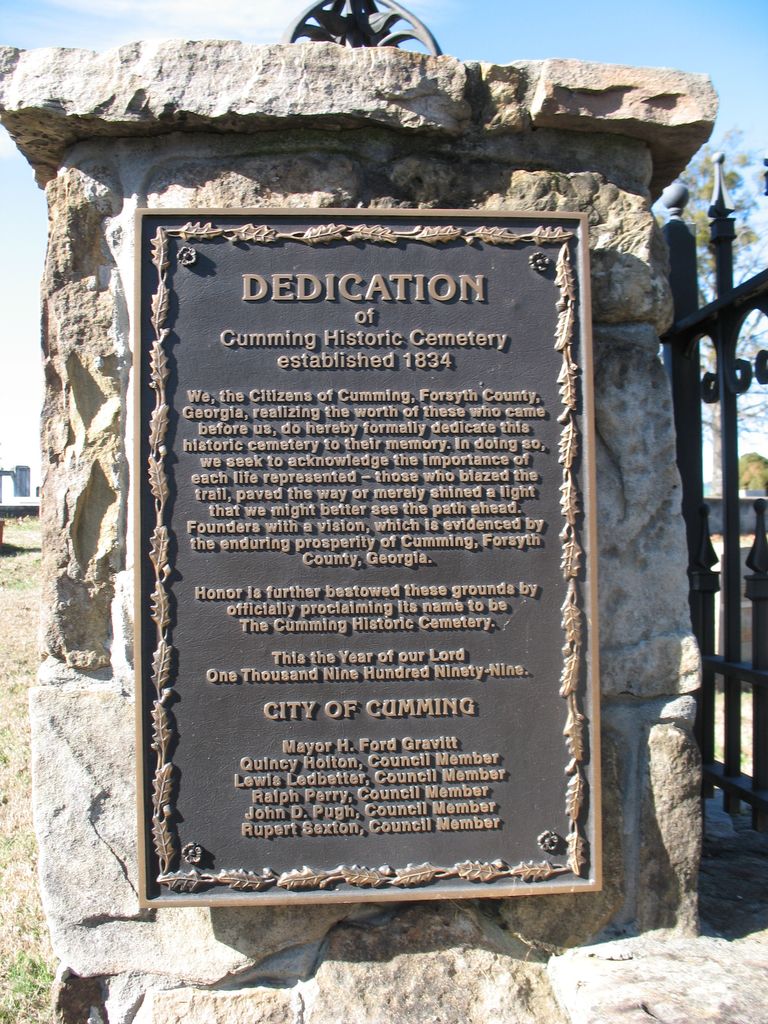 DEDICATION
of
Cumming Historic Cemetery
established 1834
We, the Citizens of Cumming, Forsyth County,
Georgia, realizing the worth of these who came
before us, do hereby formally dedicate this
historic cemetery to their memory. In doing so,
we seek to acknowledge the importance of
each life represented – those who blazed the
trail, paved the way or merely shined a light
that we might better see the path ahead.
Founders with a vision, which is evidenced by
the enduring prosperity of Cumming, Forsyth
County, Georgia.
Honor is further bestowed these grounds by
officially proclaiming its name to be
The Cumming Historic Cemetery.
This the Year of our Lord
One Thousand Nine Hundred Ninety-Nine.
CITY OF CUMMING
Mayor H. Ford Gravitt
Quincy Holton, Council Member
Lewis Ledbetter, Council Member
Ralph Perry, Council Member
John D. Pugh, Council Member
Rupert Sexton, Council Member